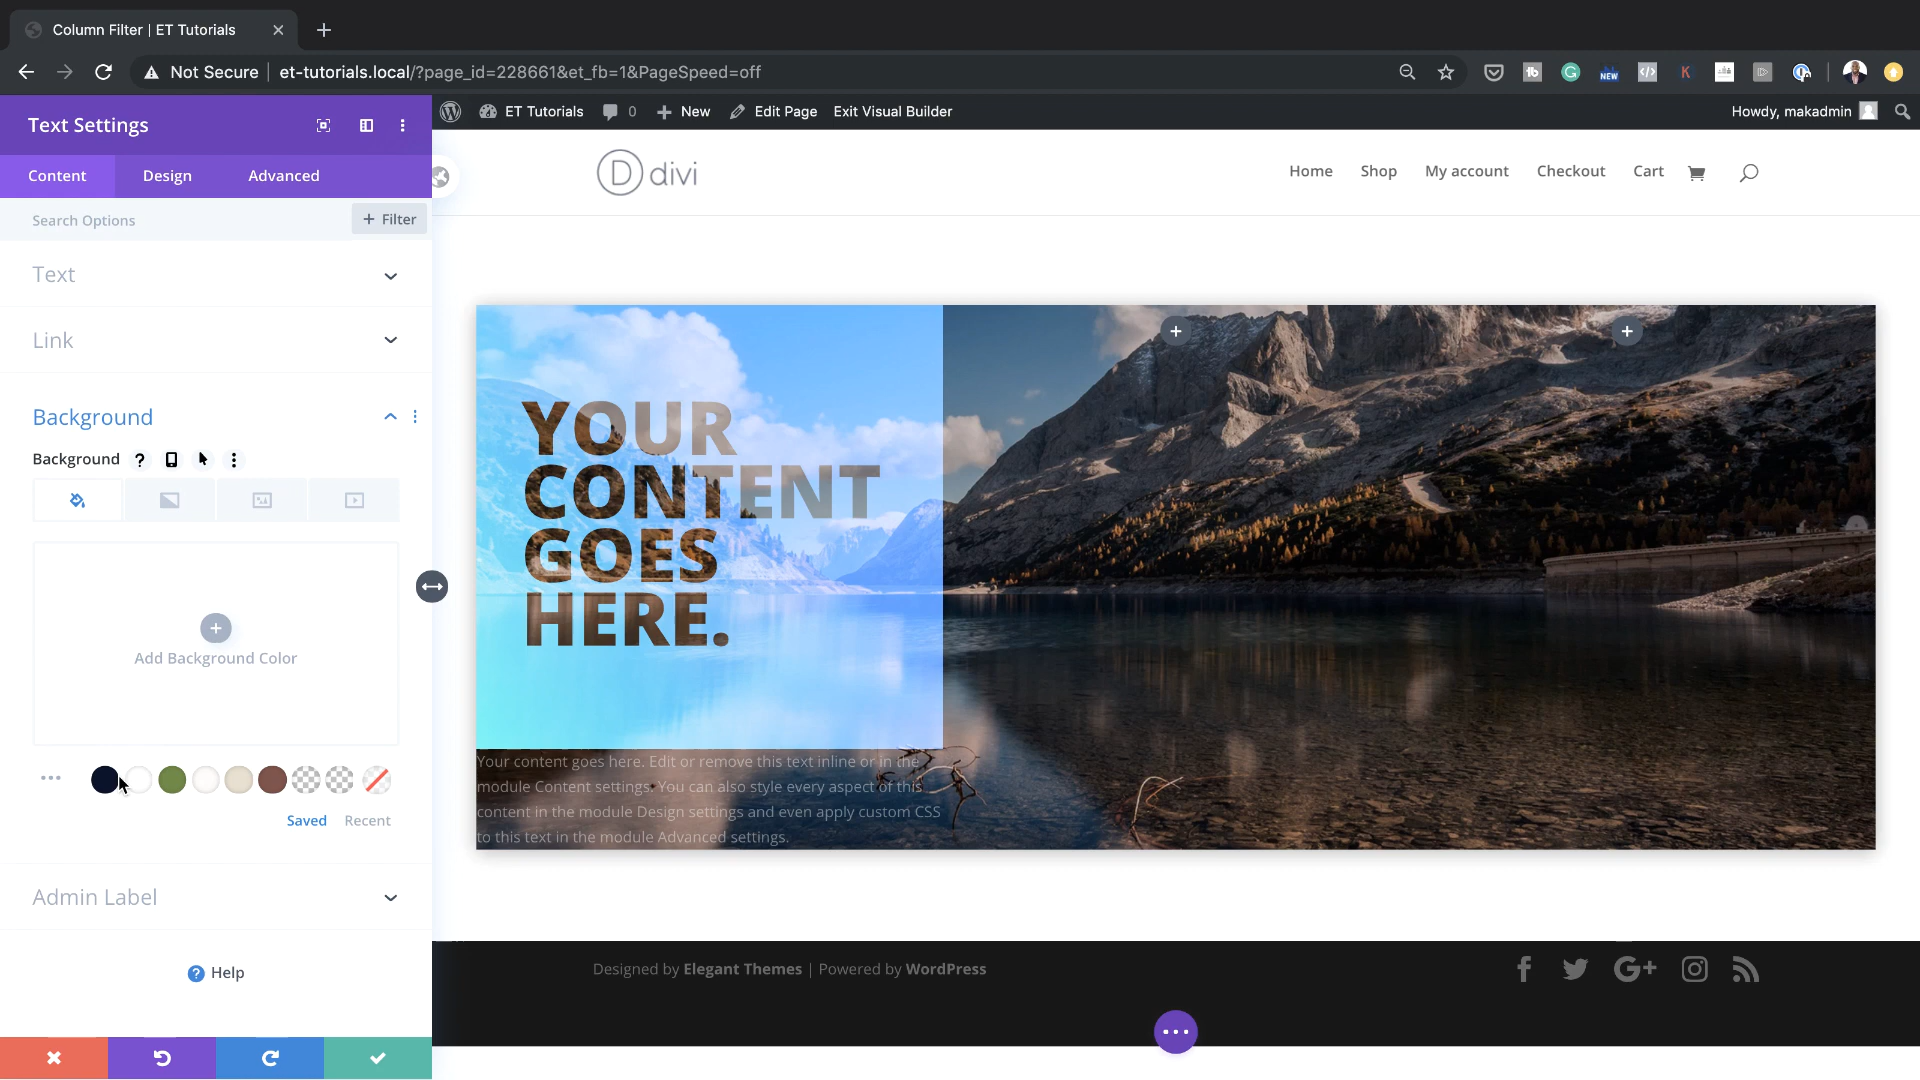 Column Filter | ET Tutorials
Not Secure
et-tutorials.local/?page_id=228661&et_fb=1&PageSpeed=off
NEW
Text Settings
ET Tutorials
0
New
Edit Page
Exit Visual Builder
Howdy, makadmin
Content
Design
Advanced
divi
Home
Shop
My account
Checkout
Cart
Search Options
+ Filter
Text
Link
Background
Background
YOUR
CONTENT
GOES
HERE.
Add Background Color
Your content goes here. Edit or remove this text inline or in the
module Content settings. You can also style every aspect of this
content in the module Design settings and even apply custom CSS
to this text in the module Advanced settings.
Saved
Recent
Admin Label
Help
Designed by Elegant Themes | Powered by WordPress